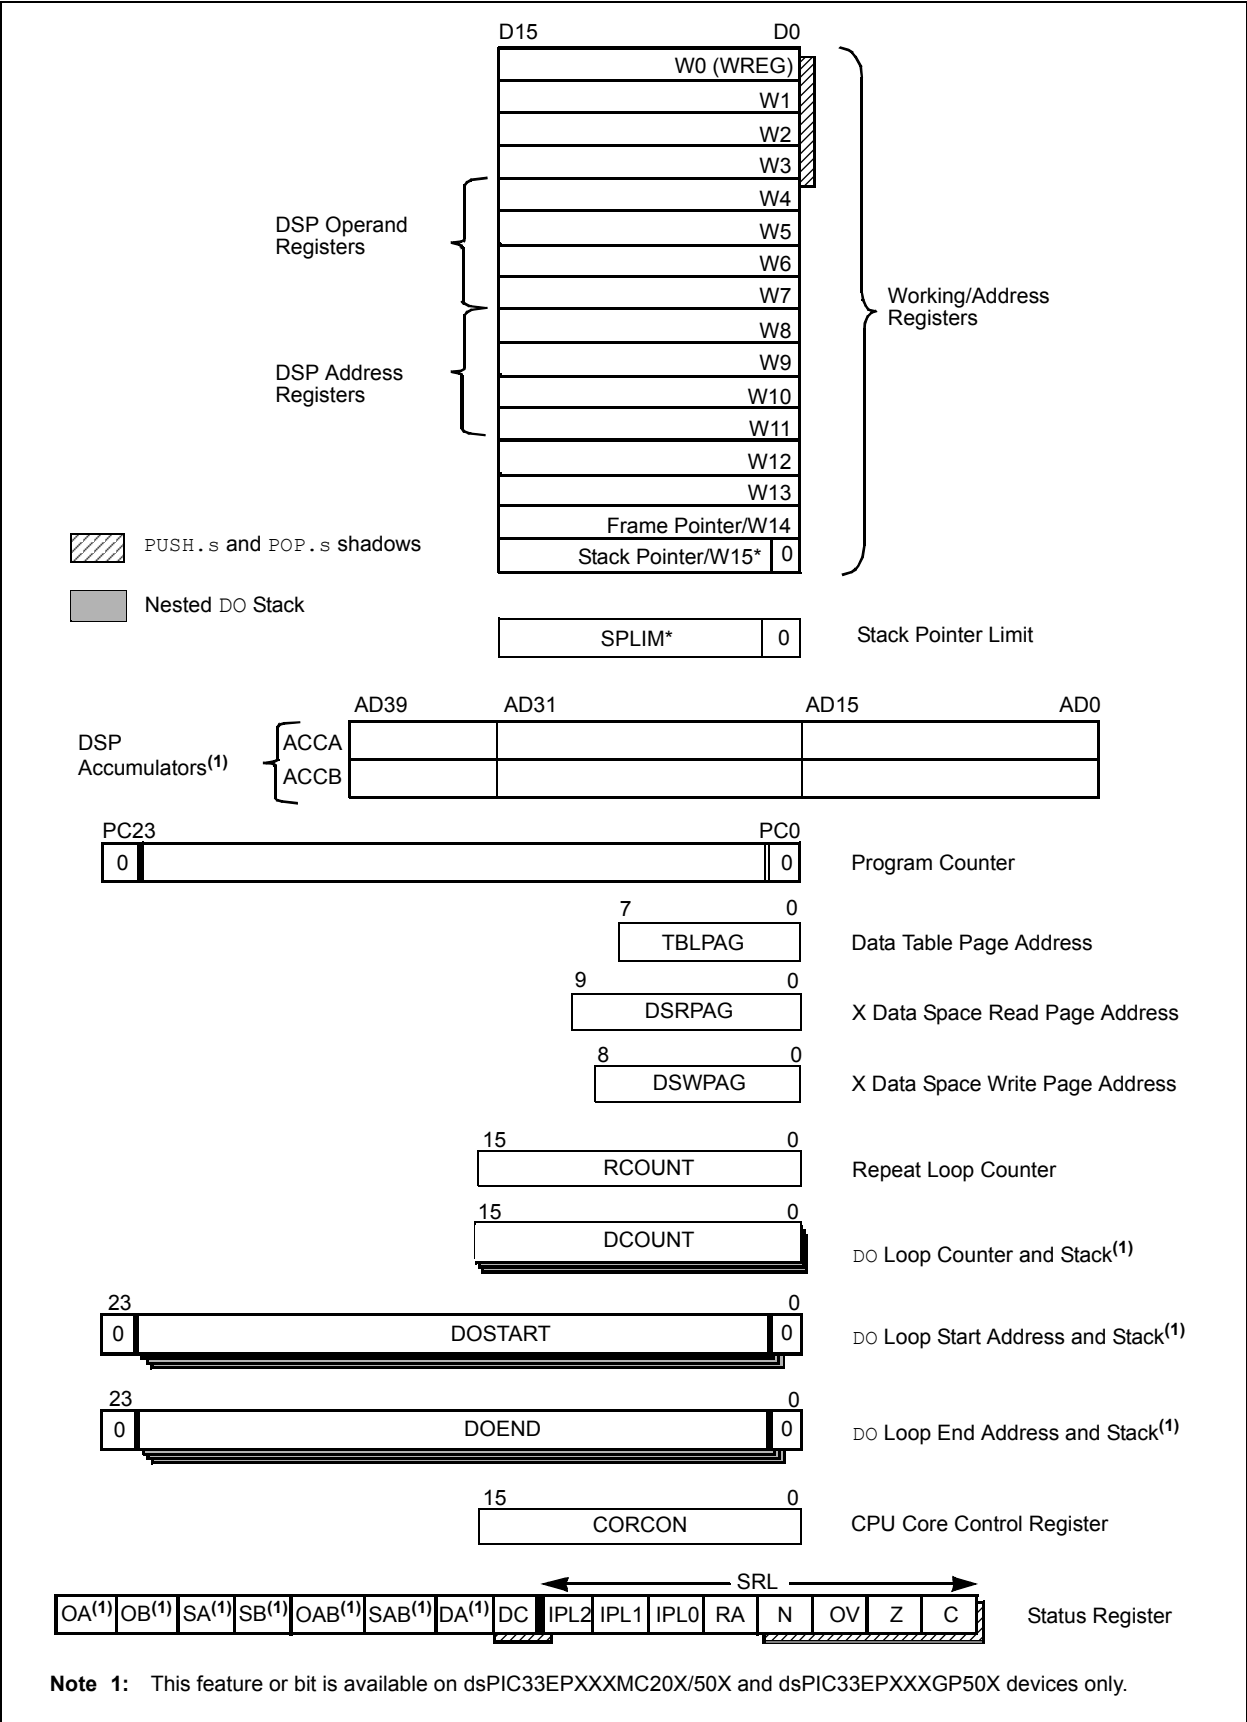 D15 D0
W0 (WREG)
W1
W2
W3
W4
DSP Operand
Registers
W5
W6
W7
Working/Address
Registers
W8
W9
DSP Address
Registers
W10
W11
W12
W13
Frame Pointer/W14
PUSH.s and POP.s shadows
Stack Pointer/W15* 0
Nested DO Stack
SPLIM* 0 Stack Pointer Limit
AD39 AD31 AD15 AD0
DSP
Accumulators(1)
ACCA
ACCB
PC23 PC0
0 0 Program Counter
7 0
TBLPAG Data Table Page Address
9 0
DSRPAG X Data Space Read Page Address
8 0
DSWPAG X Data Space Write Page Address
15 0
RCOUNT Repeat Loop Counter
15 0
DCOUNT DO Loop Counter and Stack(1)
23 0
0 DOSTART 0 DO Loop Start Address and Stack(1)
23 0
0 DOEND 0 DO Loop End Address and Stack(1)
15 0
CORCON CPU Core Control Register
SRL
OA(1) OB(1) SA(1) SB(1) OAB(1) SAB(1) DA(1) DC IPL2 IPL1 IPL0 RA N OV Z C Status Register
Note 1: This feature or bit is available on dsPIC33EPXXXMC20X/50X and dsPIC33EPXXXGP50X devices only.